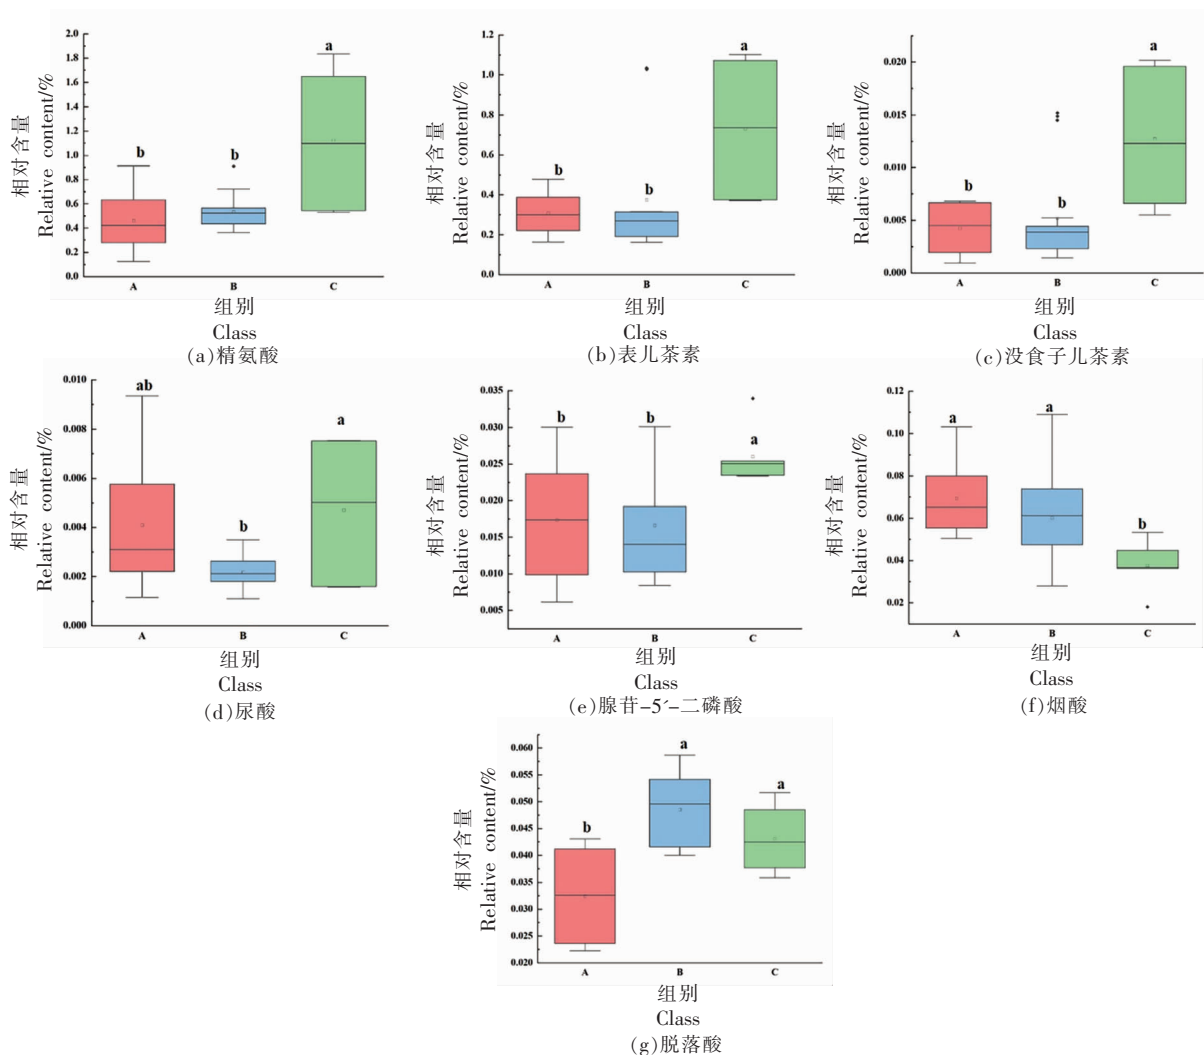 相对含量
Relative content/%
2.0
1.8
1.6
1.4
1.2
1.0
0.8
0.6
0.4
0.2
0.0
a
b
b
A
B
C
组别
Class
(a)精氨酸
相对含量
Relative content/%
1.2
1.0
0.8
0.6
0.4
0.2
0.0
a
b
b
A
B
C
组别
Class
(b)表儿茶素
相对含量
Relative content/%
0.020
0.015
0.010
0.005
0.000
a
b
b
A
B
C
组别
Class
(c)没食子儿茶素
相对含量
Relative content/%
0.010
0.008
0.006
0.004
0.002
0.000
ab
b
a
A
B
C
组别
Class
(d)尿酸
相对含量
Relative content/%
0.035
0.030
0.025
0.020
0.015
0.010
0.005
b
b
a
A
B
C
组别
Class
(e)腺苷-5′-二磷酸
相对含量
Relative content/%
0.12
0.10
0.08
0.06
0.04
0.02
a
a
b
A
B
C
组别
Class
(f)烟酸
相对含量
Relative content/%
0.060
0.055
0.050
0.045
0.040
0.035
0.030
0.025
0.020
b
a
a
A
B
C
组别
Class
(g)脱落酸